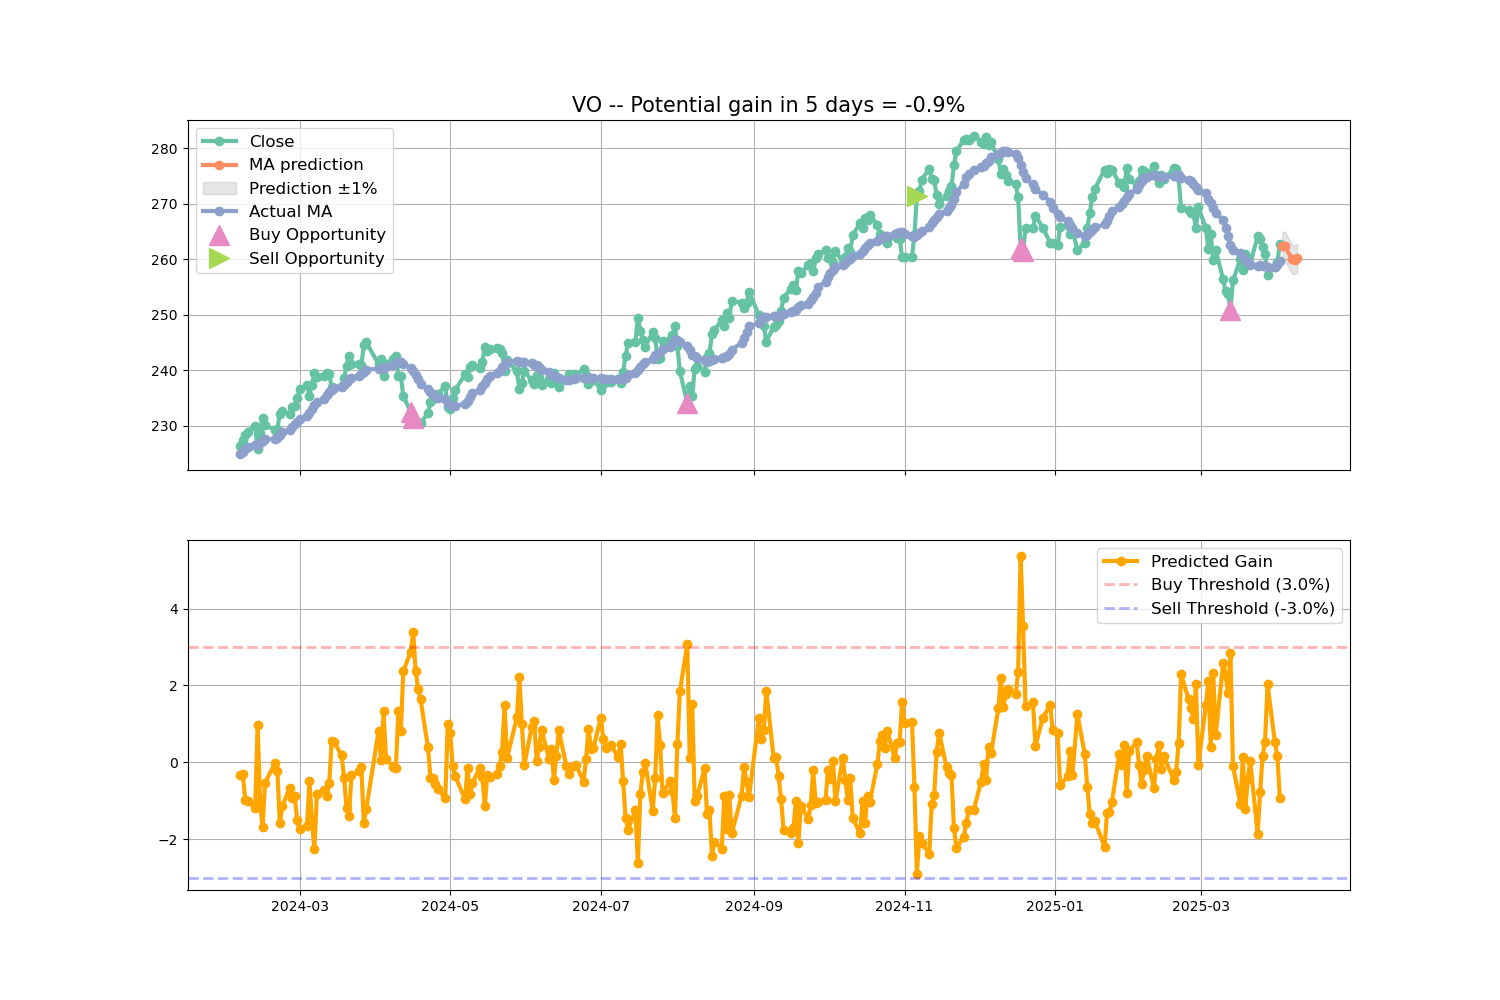 VO -- Potential gain in 5 days = -0.9%
Close
MA prediction
Prediction ±1%
Actual MA
Buy Opportunity
Sell Opportunity
280
270
260
250
240
230
Predicted Gain
Buy Threshold (3.0%)
Sell Threshold (-3.0%)
4
2
0
−2
2024-03
2024-05
2024-07
2024-09
2024-11
2025-01
2025-03